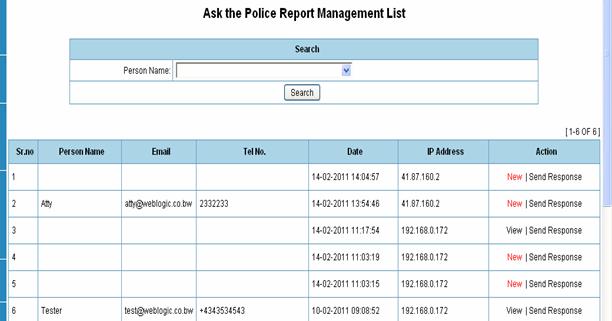 Ask the Police Report Management List
Search
Person Name:
Search
[1-6 OF 6]
Sr.no Person Name Email Tel No. Date IP Address Action
1 14-02-2011 14:04:57 41.87.160.2 New | Send Response
2 Atty atty@weblogic.co.bw 2332233 14-02-2011 13:54:46 41.87.160.2 New | Send Response
3 14-02-2011 11:17:54 192.168.0.172 View | Send Response
4 14-02-2011 11:03:19 192.168.0.172 New | Send Response
5 14-02-2011 11:03:15 192.168.0.172 New | Send Response
6 Tester test@weblogic.co.bw +4343534543 10-02-2011 09:08:52 192.168.0.172 View | Send Response